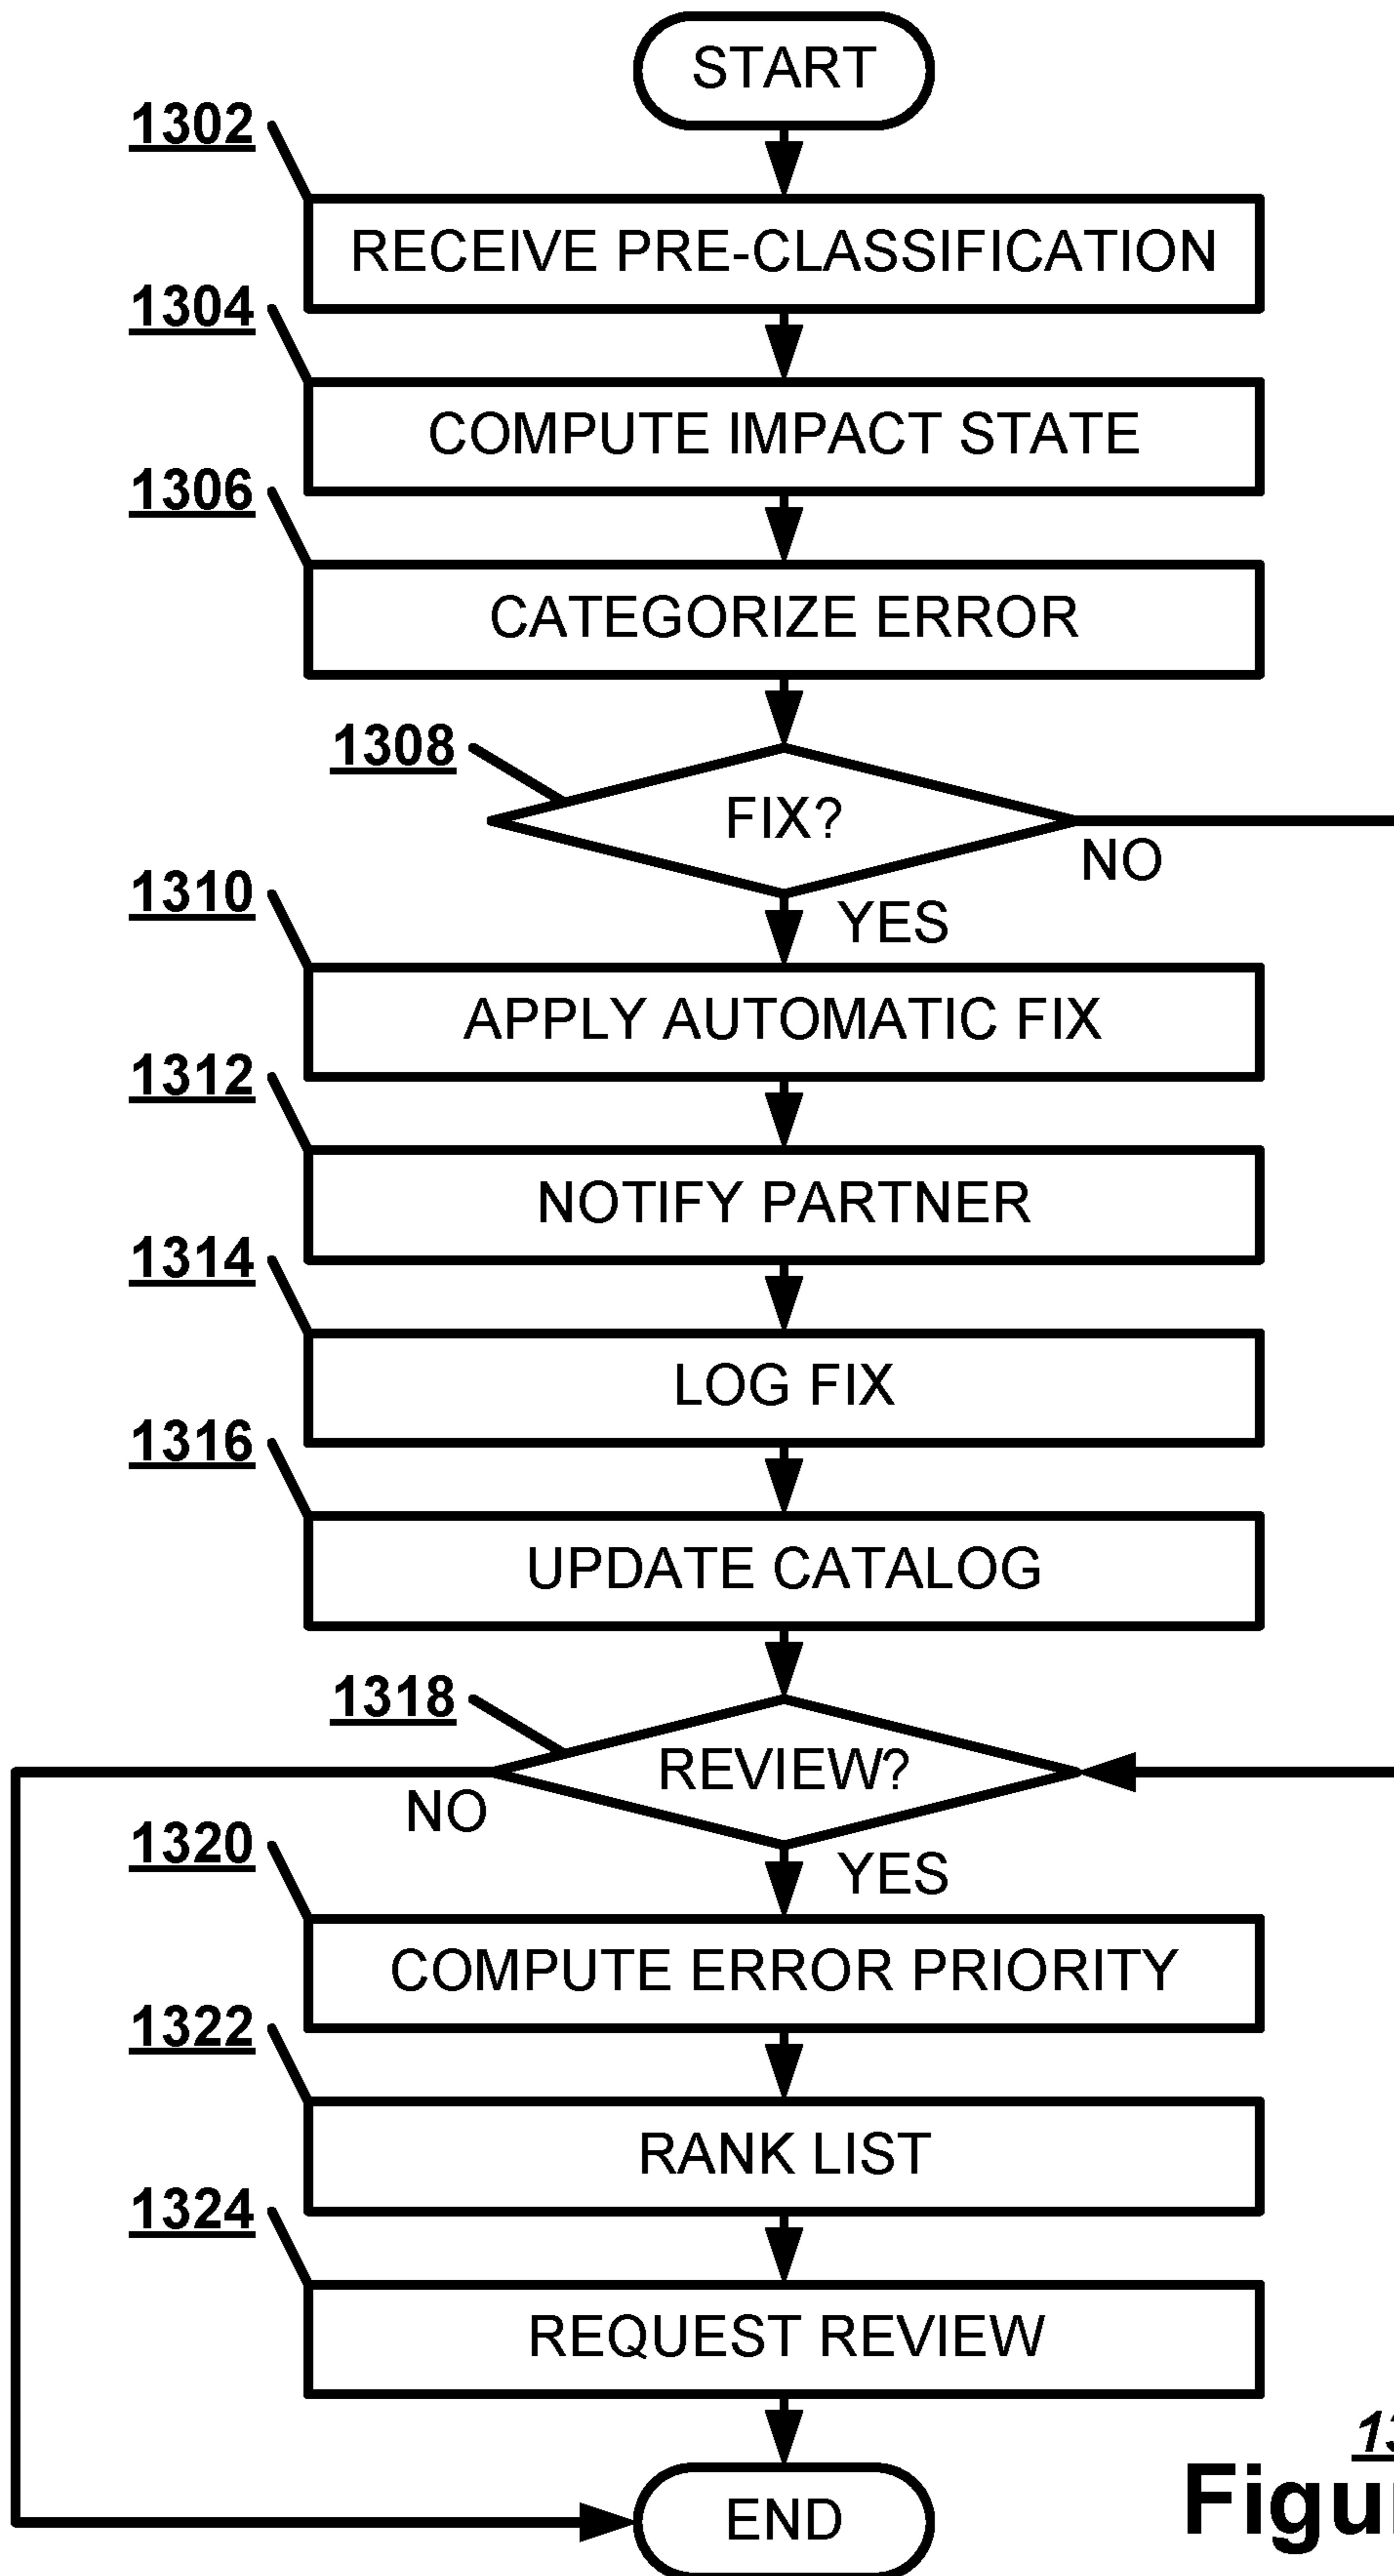 START
1302
RECEIVE PRE-CLASSIFICATION
1304
COMPUTE IMPACT STATE
1306
CATEGORIZE ERROR
1308
FIX?
NO
YES
1310
APPLY AUTOMATIC FIX
1312
NOTIFY PARTNER
1314
LOG FIX
1316
UPDATE CATALOG
1318
REVIEW?
NO
YES
1320
COMPUTE ERROR PRIORITY
1322
RANK LIST
1324
REQUEST REVIEW
END